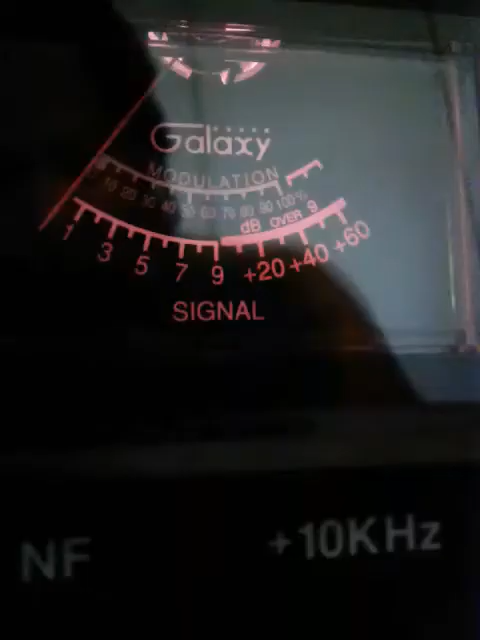 Galaxy
MODULATION
10 20 30 40 50 60 70 80 90 100%
dB OVER 9
1 3 5 7 9 +20 +40 +60
SIGNAL
NF +10KHz